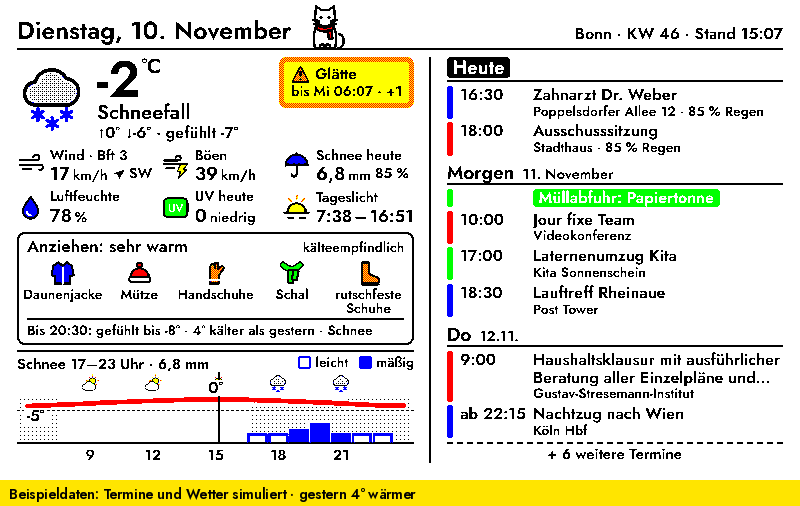 Dienstag, 10. November
Bonn · KW 46 · Stand 15:07
-2°C
Schneefall
↑0° ↓-6° · gefühlt -7°
Glätte
bis Mi 06:07 · +1
Wind · Bft 3
17 km/h SW
Böen
39 km/h
Schnee heute
6,8 mm 85 %
Luftfeuchte
78 %
UV
UV heute
0 niedrig
Tageslicht
7:38 – 16:51
Anziehen: sehr warm
kälteempfindlich
Daunenjacke
Mütze
Handschuhe
Schal
rutschfeste
Schuhe
Bis 20:30: gefühlt bis -8° · 4° kälter als gestern · Schnee
Schnee 17–23 Uhr · 6,8 mm
leicht
mäßig
0°
-5°
9 12 15 18 21
Heute
16:30 Zahnarzt Dr. Weber
Poppelsdorfer Allee 12 · 85 % Regen
18:00 Ausschusssitzung
Stadthaus · 85 % Regen
Morgen 11. November
Müllabfuhr: Papiertonne
10:00 Jour fixe Team
Videokonferenz
17:00 Laternenumzug Kita
Kita Sonnenschein
18:30 Lauftreff Rheinaue
Post Tower
Do 12.11.
9:00 Haushaltsklausur mit ausführlicher
Beratung aller Einzelpläne und...
Gustav-Stresemann-Institut
ab 22:15 Nachtzug nach Wien
Köln Hbf
+ 6 weitere Termine
Beispieldaten: Termine und Wetter simuliert · gestern 4° wärmer